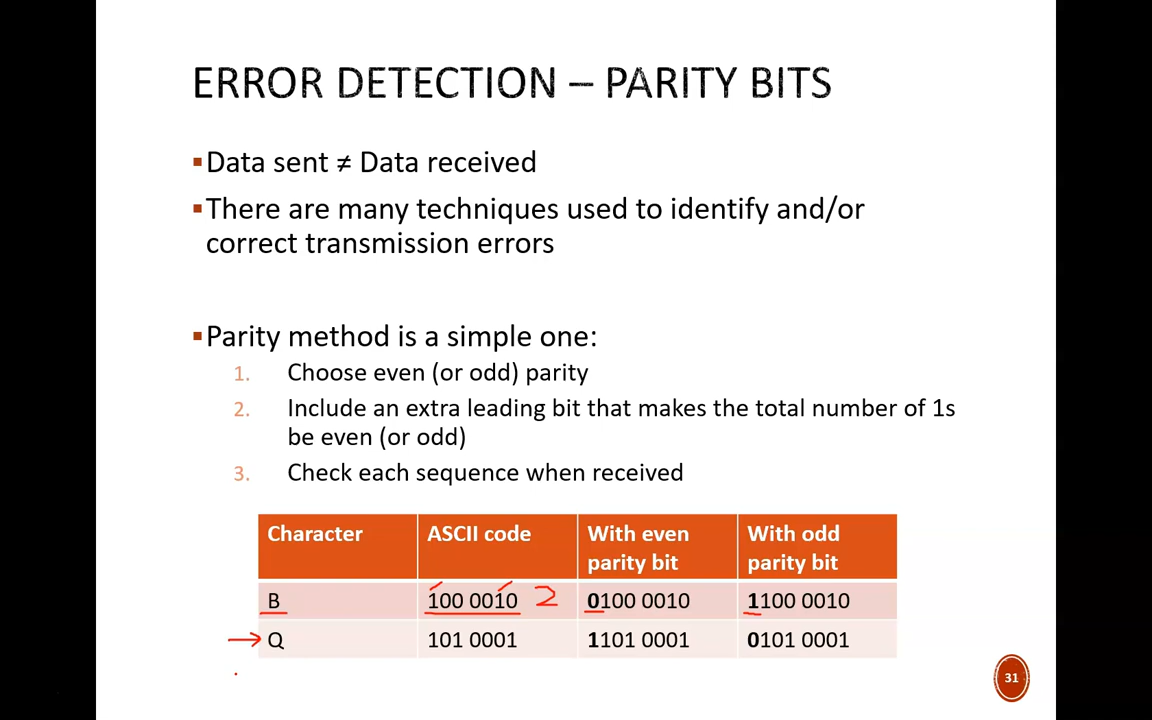 ERROR DETECTION – PARITY BITS
▪Data sent ≠ Data received
▪There are many techniques used to identify and/or
correct transmission errors
▪Parity method is a simple one:
1. Choose even (or odd) parity
2. Include an extra leading bit that makes the total number of 1s
be even (or odd)
3. Check each sequence when received
Character ASCII code With even parity bit With odd parity bit
B 100 0010 2 0100 0010 1100 0010
Q 101 0001 1101 0001 0101 0001
31